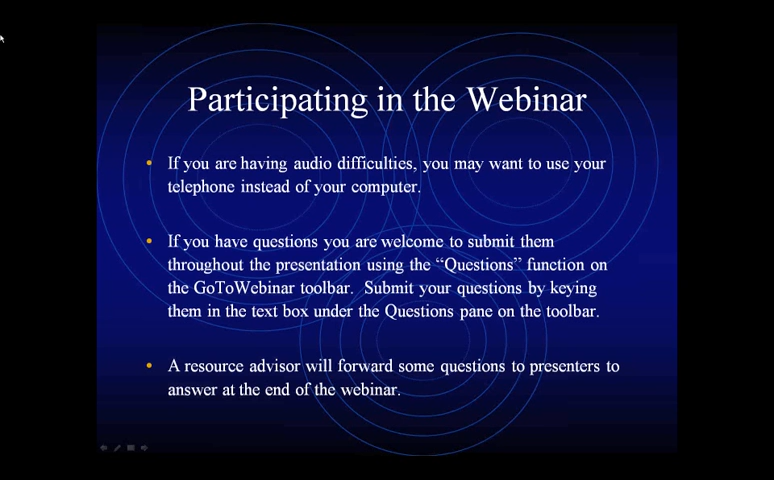 Participating in the Webinar
• If you are having audio difficulties, you may want to use your
telephone instead of your computer.
• If you have questions you are welcome to submit them
throughout the presentation using the “Questions” function on
the GoToWebinar toolbar.  Submit your questions by keying
them in the text box under the Questions pane on the toolbar.
• A resource advisor will forward some questions to presenters to
answer at the end of the webinar.